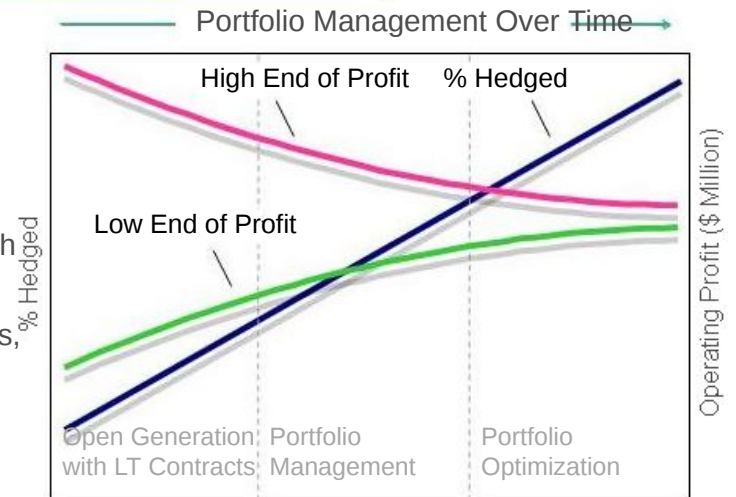 Portfolio Management Over Time
High End of Profit
% Hedged
Low End of Profit
h
s,
% Hedged
Operating Profit ($ Million)
Open Generation
with LT Contracts
Portfolio
Management
Portfolio
Optimization